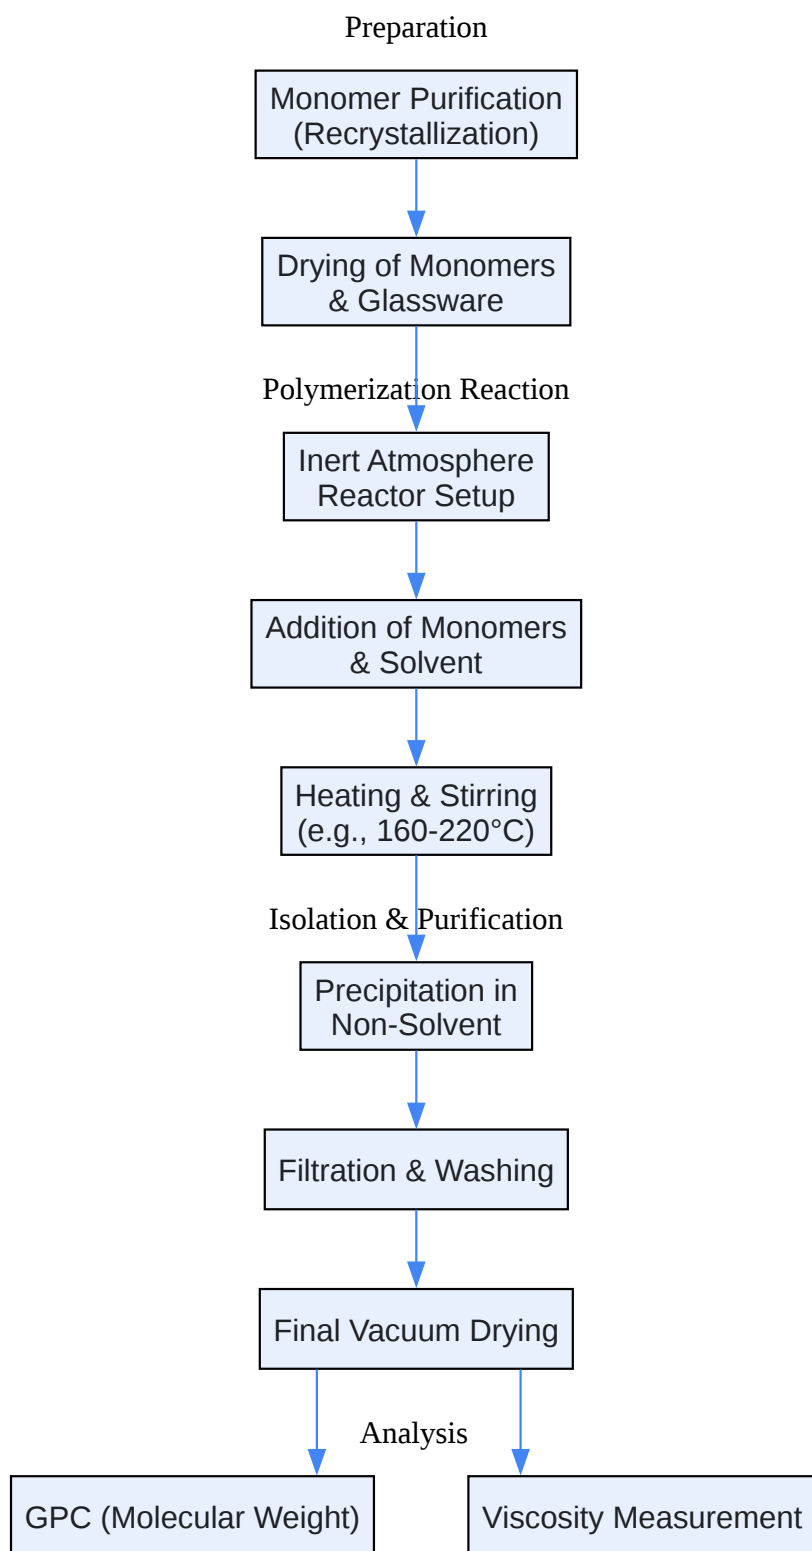 Preparation
Monomer Purification
(Recrystallization)
Drying of Monomers
& Glassware
Polymerization Reaction
Inert Atmosphere
Reactor Setup
Addition of Monomers
& Solvent
Heating & Stirring
(e.g., 160-220°C)
Isolation & Purification
Precipitation in
Non-Solvent
Filtration & Washing
Final Vacuum Drying
Analysis
GPC (Molecular Weight)
Viscosity Measurement